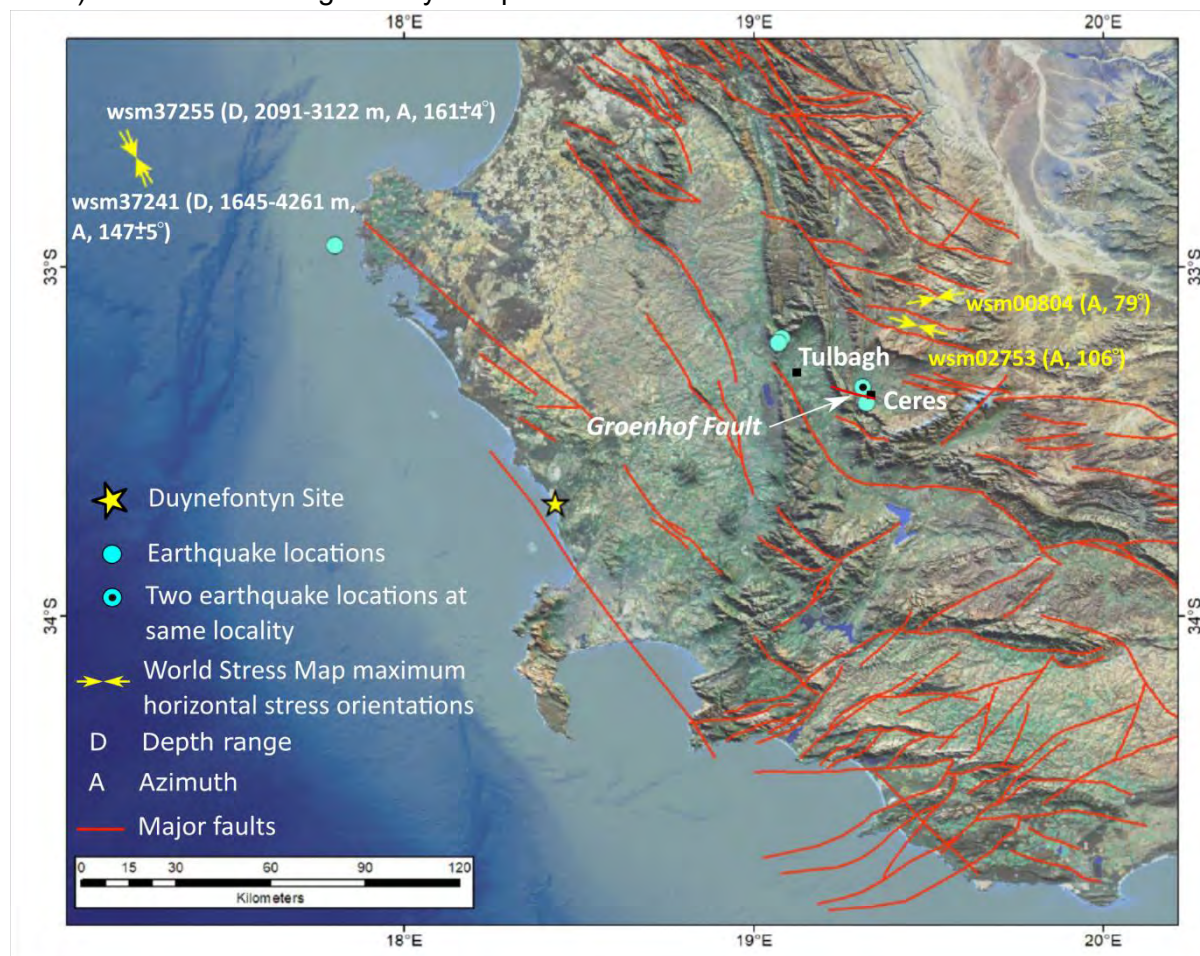 18°E 19°E 20°E
wsm37255 (D, 2091-3122 m, A, 161±4°)
wsm37241 (D, 1645-4261 m,
A, 147±5°)
33°S 33°S
wsm00804 (A, 79°)
wsm02753 (A, 106°)
Tulbagh
Ceres
Groenhof Fault
Duynefontyn Site
Earthquake locations
Two earthquake locations at
same locality
34°S 34°S
World Stress Map maximum
horizontal stress orientations
D Depth range
A Azimuth
Major faults
0 15 30 60 90 120
Kilometers
18°E 19°E 20°E